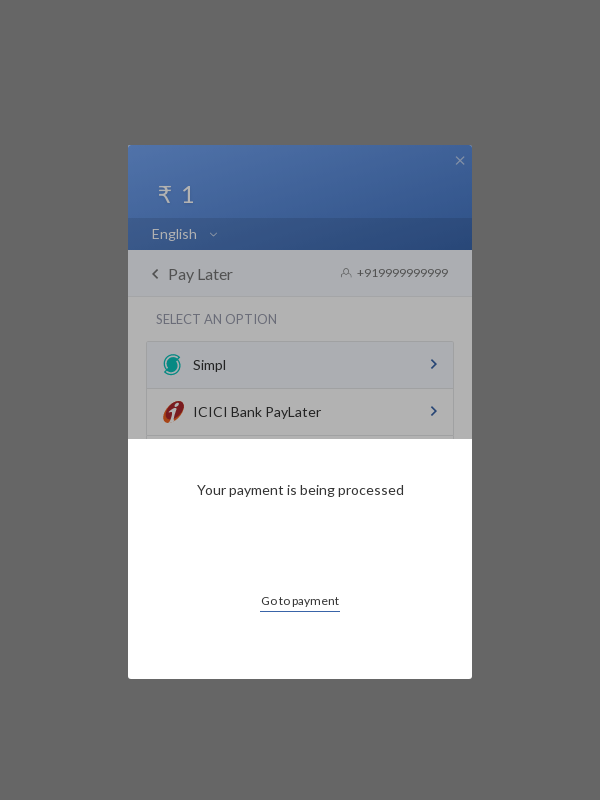 ₹ 1
English
Pay Later +919999999999
SELECT AN OPTION
Simpl
ICICI Bank PayLater
Your payment is being processed
Go to payment